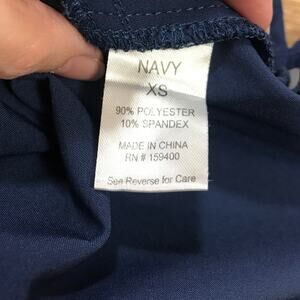 NAVY
XS
90% POLYESTER
10% SPANDEX
MADE IN CHINA
RN # 159400
See Reverse for Care